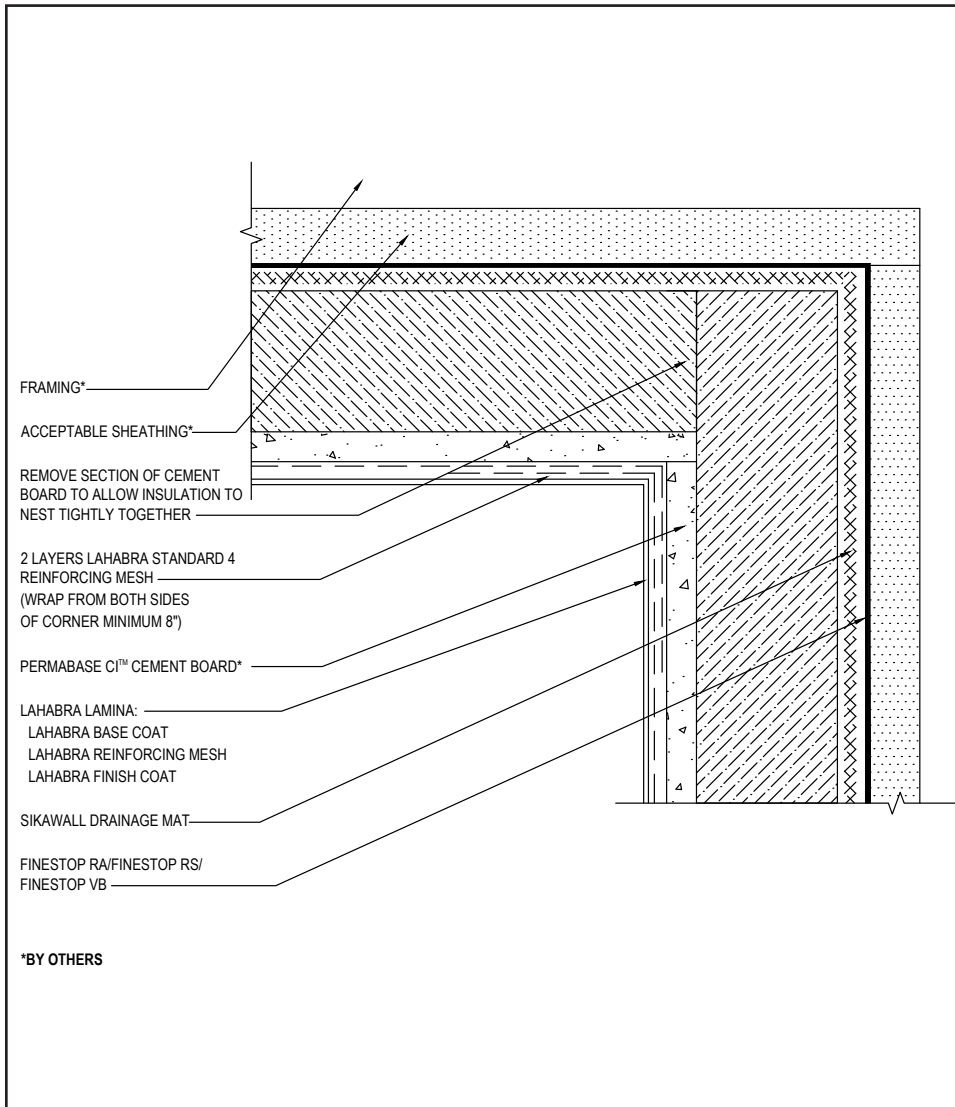 FRAMING*
ACCEPTABLE SHEATHING*
REMOVE SECTION OF CEMENT
BOARD TO ALLOW INSULATION TO
NEST TIGHTLY TOGETHER
2 LAYERS LAHABRA STANDARD 4
REINFORCING MESH
(WRAP FROM BOTH SIDES
OF CORNER MINIMUM 8")
PERMABASE CI™ CEMENT BOARD*
LAHABRA LAMINA:
LAHABRA BASE COAT
LAHABRA REINFORCING MESH
LAHABRA FINISH COAT
SIKAWALL DRAINAGE MAT
FINESTOP RA/FINESTOP RS/
FINESTOP VB
*BY OTHERS